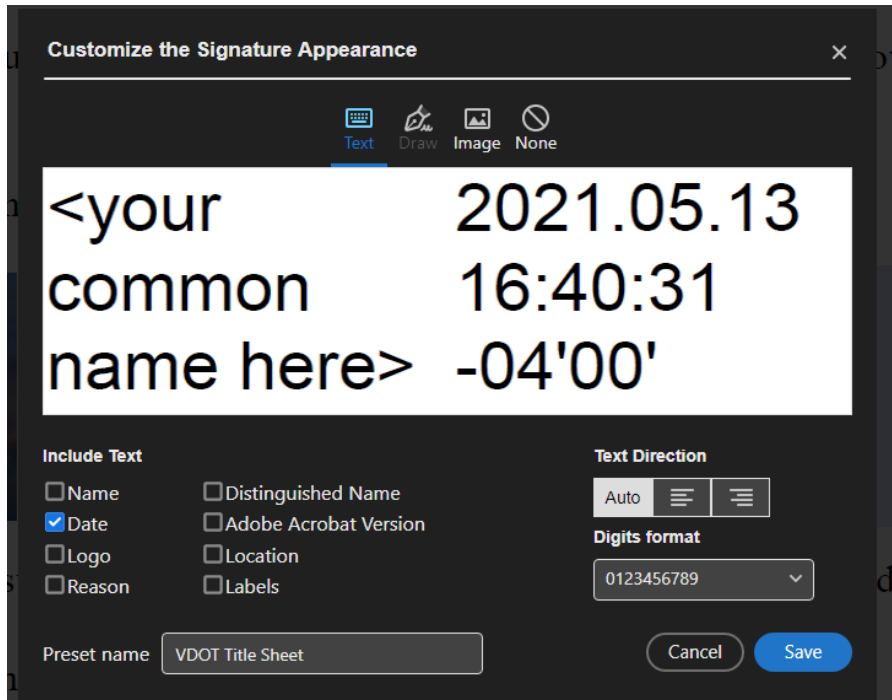 Customize the Signature Appearance
Text Draw Image None
<your 2021.05.13
common 16:40:31
name here> -04'00'
Include Text
Name
Date
Logo
Reason
Distinguished Name
Adobe Acrobat Version
Location
Labels
Text Direction
Auto
Digits format
0123456789
Preset name VDOT Title Sheet
Cancel Save